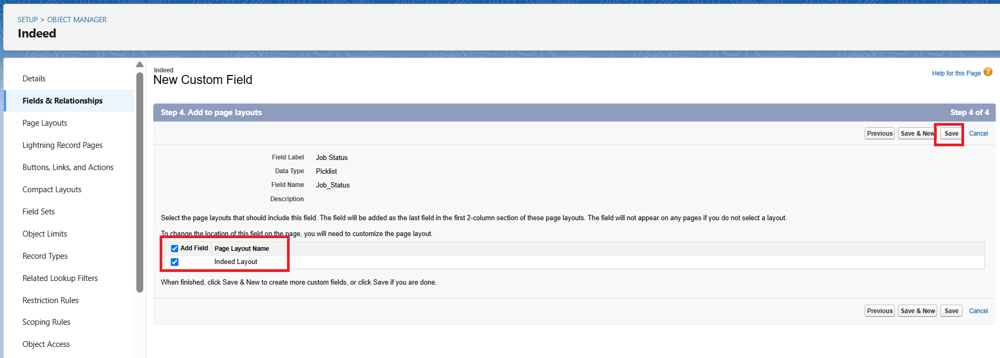 SETUP > OBJECT MANAGER
Indeed
Details
Fields & Relationships
Page Layouts
Lightning Record Pages
Buttons, Links, and Actions
Compact Layouts
Field Sets
Object Limits
Record Types
Related Lookup Filters
Restriction Rules
Scoping Rules
Object Access
Indeed
New Custom Field
Help for this Page ?
Step 4. Add to page layouts Step 4 of 4
Previous Save & New Save Cancel
Field Label Job Status
Data Type Picklist
Field Name Job_Status
Description
Select the page layouts that should include this field. The field will be added as the last field in the first 2-column section of these page layouts. The field will not appear on any pages if you do not select a layout.
To change the location of this field on the page, you will need to customize the page layout.
Add Field Page Layout Name
Indeed Layout
When finished, click Save & New to create more custom fields, or click Save if you are done.
Previous Save & New Save Cancel